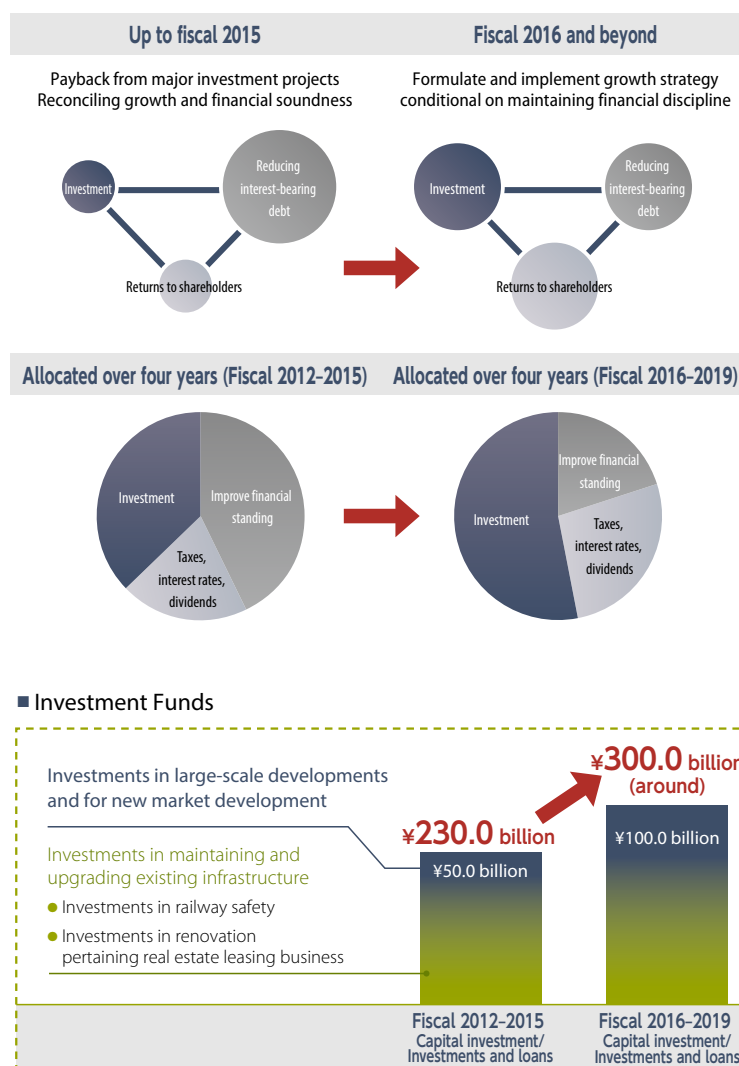 Up to fiscal 2015
Fiscal 2016 and beyond
Payback from major investment projects
Reconciling growth and financial soundness
Formulate and implement growth strategy
conditional on maintaining financial discipline
Investment
Reducing
interest-bearing
debt
Returns to shareholders
Investment
Reducing
interest-bearing
debt
Returns to shareholders
Allocated over four years (Fiscal 2012–2015)
Allocated over four years (Fiscal 2016–2019)
Investment
Improve financial
standing
Taxes,
interest rates,
dividends
Investment
Improve financial
standing
Taxes,
interest rates,
dividends
■ Investment Funds
Investments in large-scale developments
and for new market development
Investments in maintaining and
upgrading existing infrastructure
● Investments in railway safety
● Investments in renovation
pertaining real estate leasing business
¥230.0 billion
¥50.0 billion
¥300.0 billion
(around)
¥100.0 billion
Fiscal 2012–2015
Capital investment/
Investments and loans
Fiscal 2016–2019
Capital investment/
Investments and loans